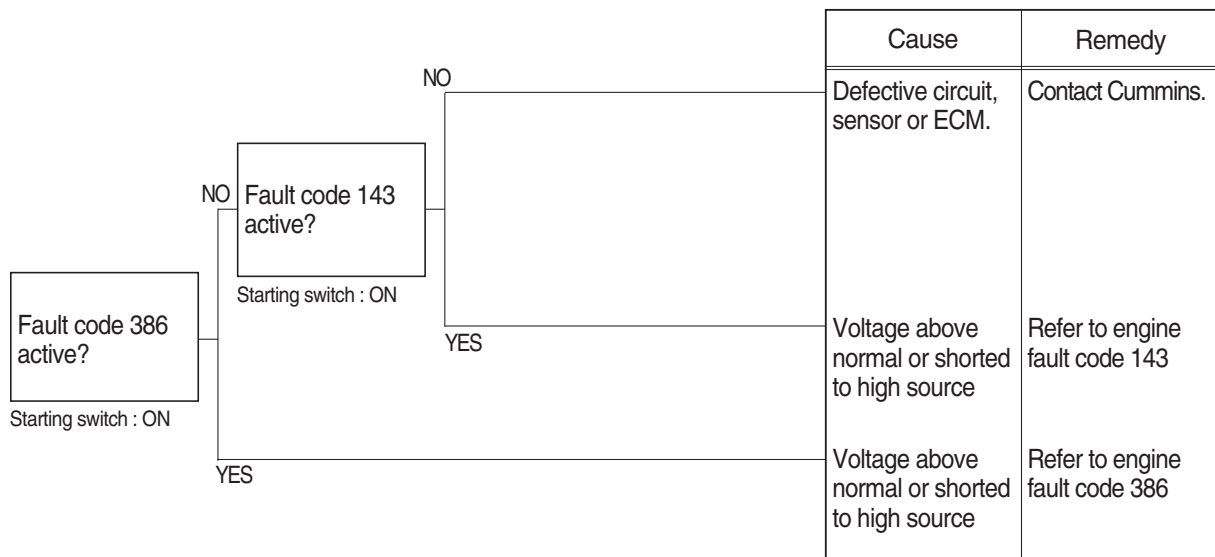 Cause
Remedy
NO
Defective circuit,
sensor or ECM.
Contact Cummins.
NO
Fault code 143
active?
Starting switch : ON
YES
Voltage above
normal or shorted
to high source
Refer to engine
fault code 143
Fault code 386
active?
Starting switch : ON
YES
Voltage above
normal or shorted
to high source
Refer to engine
fault code 386